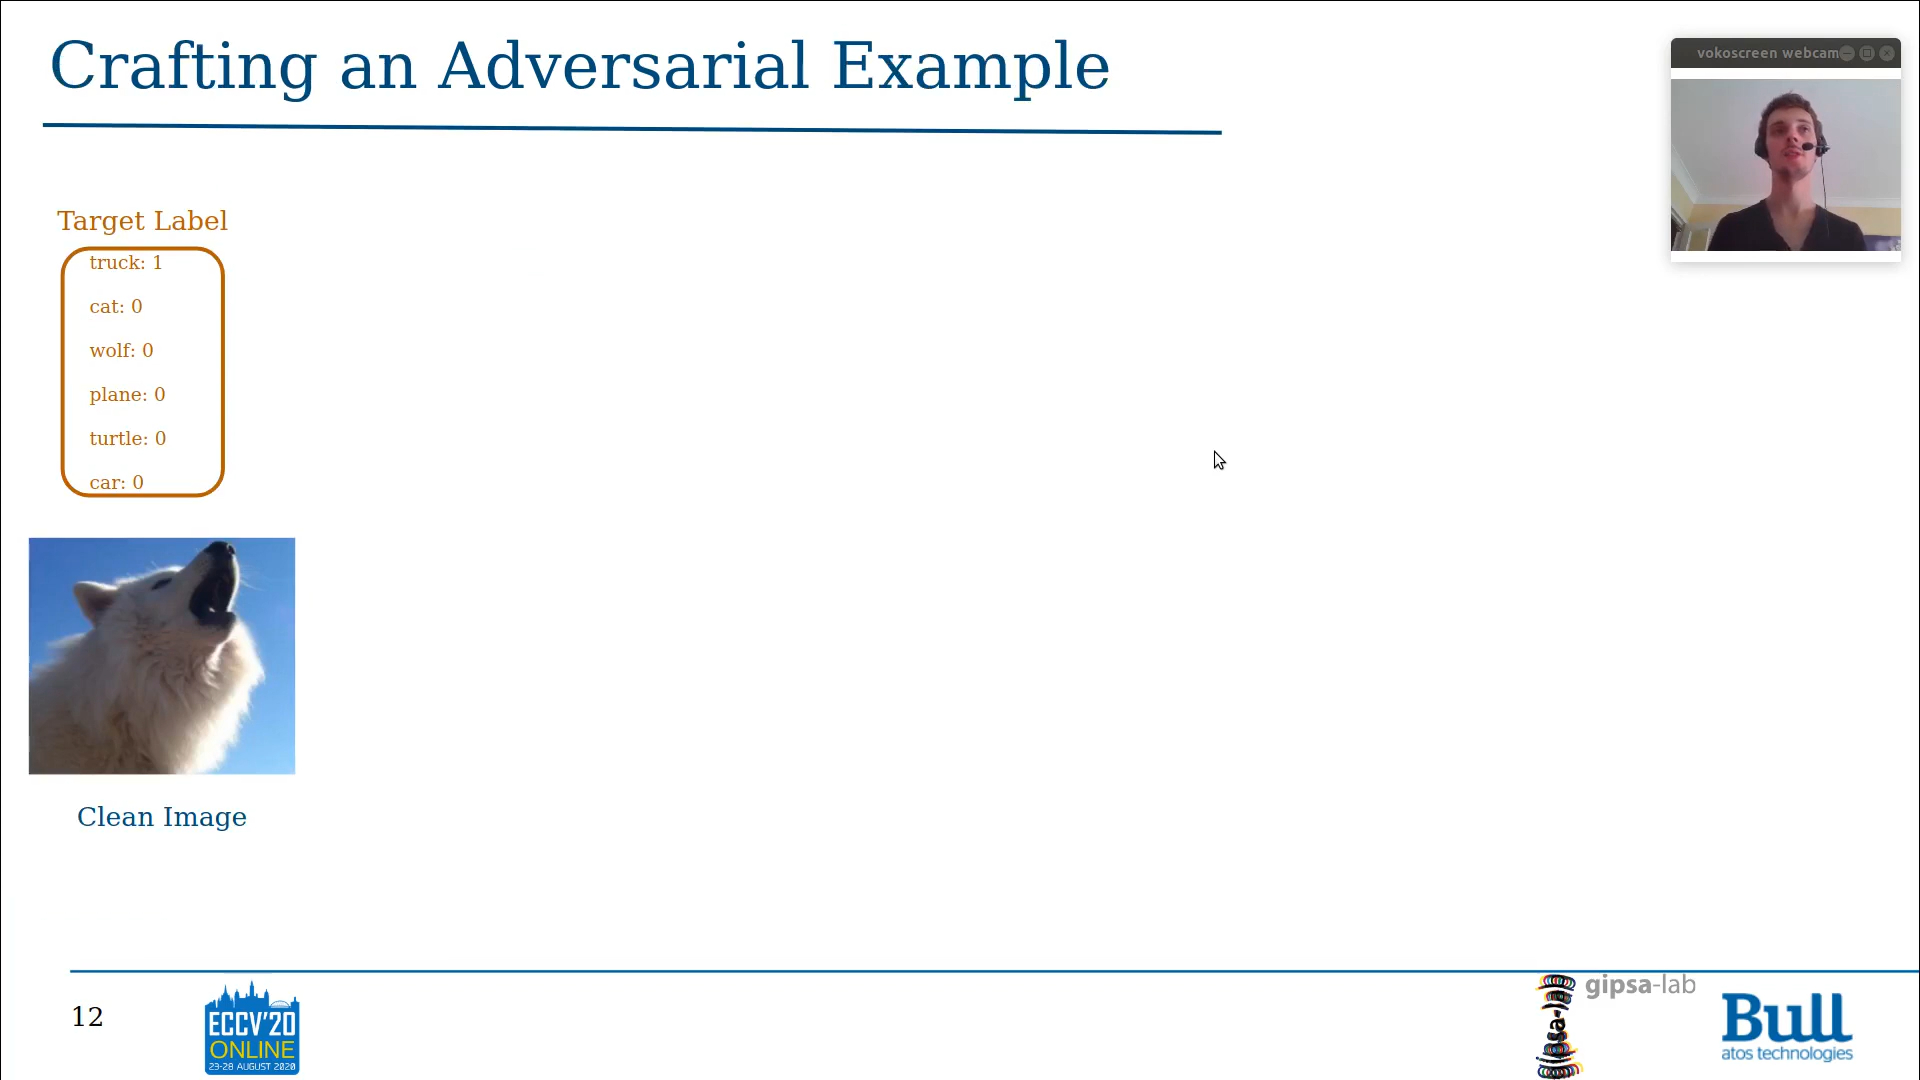 Crafting an Adversarial Example
vokoscreen webcam
Target Label
truck: 1
cat: 0
wolf: 0
plane: 0
turtle: 0
car: 0
Clean Image
12
ECCV'20
ONLINE
23-28 AUGUST 2020
gipsa-lab
Bull
atos technologies